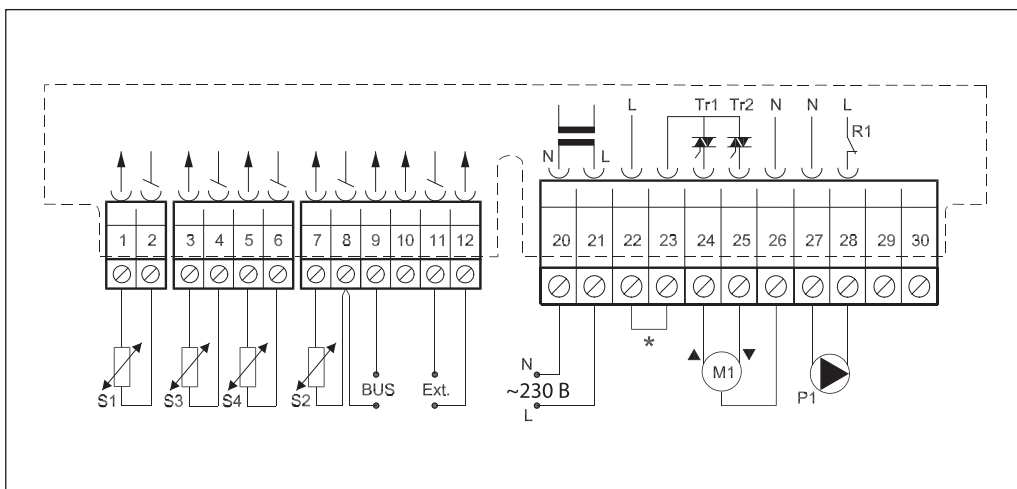 L Tr1 Tr2 N N L
R1
N L
1 2 3 4 5 6 7 8 9 10 11 12 20 21 22 23 24 25 26 27 28 29 30
*
N
S1 S3 S4 S2 BUS Ext. ~230 В M1 P1
L